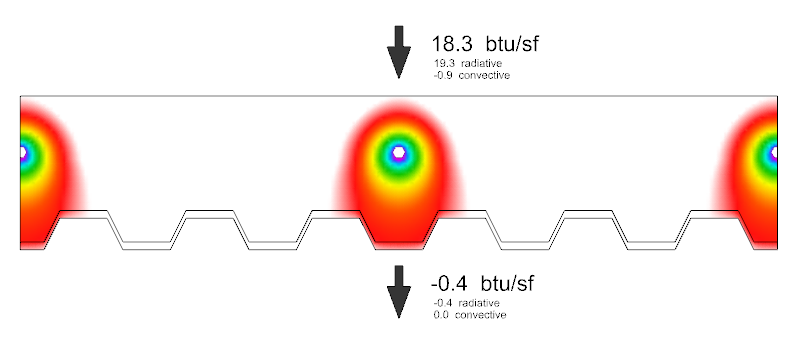 18.3 btu/sf
19.3 radiative
-0.9 convective
-0.4 btu/sf
-0.4 radiative
0.0 convective